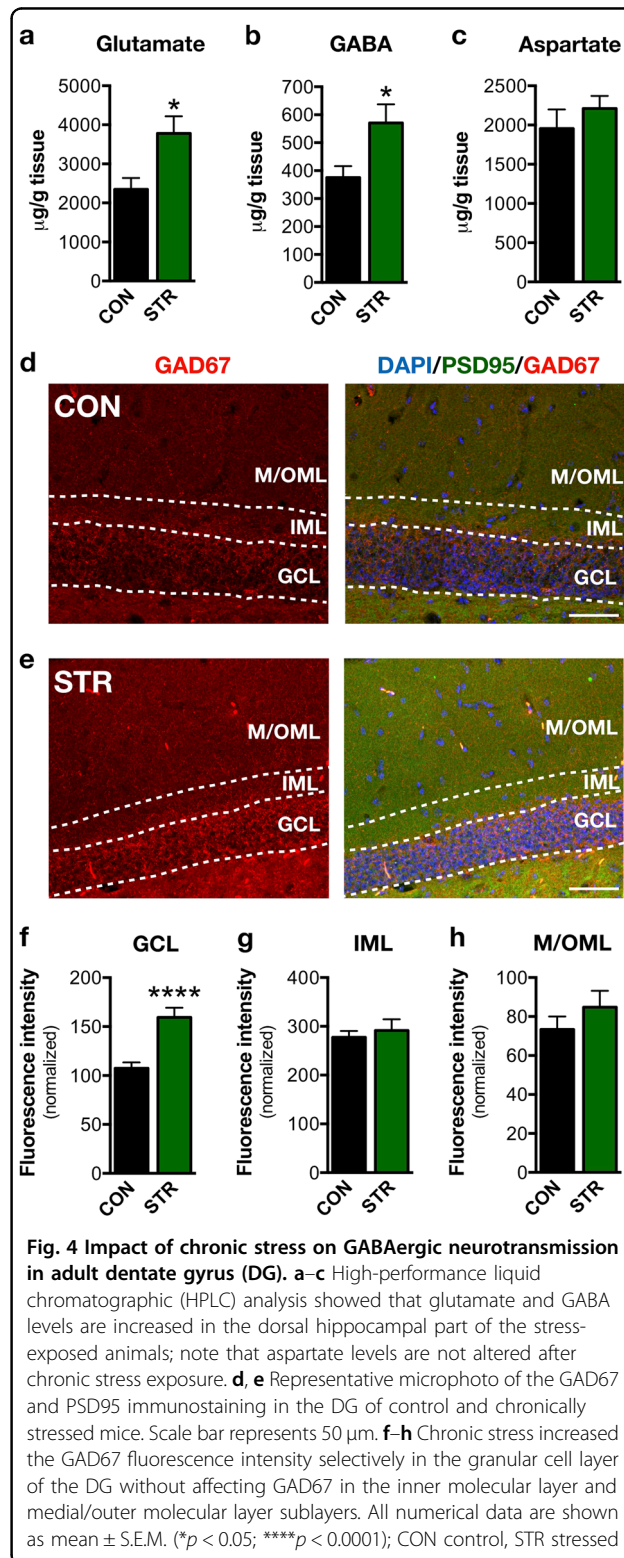 a b c
Glutamate GABA Aspartate
µg/g tissue
5000
4000
3000
2000
1000
0
*
CON STR
µg/g tissue
700
600
500
400
300
200
100
0
*
CON STR
µg/g tissue
2500
2000
1500
1000
500
0
CON STR
d GAD67 DAPI/PSD95/GAD67
CON
M/OML M/OML
IML IML
GCL GCL
e
STR
M/OML M/OML
IML IML
GCL GCL
f g h
GCL IML M/OML
Fluorescence intensity
(normalized)
200
150
100
50
0
****
CON STR
Fluorescence intensity
(normalized)
400
300
200
100
0
CON STR
Fluorescence intensity
(normalized)
100
80
60
40
20
0
CON STR
Fig. 4 Impact of chronic stress on GABAergic neurotransmission
in adult dentate gyrus (DG). a–c High-performance liquid
chromatographic (HPLC) analysis showed that glutamate and GABA
levels are increased in the dorsal hippocampal part of the stress-
exposed animals; note that aspartate levels are not altered after
chronic stress exposure. d, e Representative microphoto of the GAD67
and PSD95 immunostaining in the DG of control and chronically
stressed mice. Scale bar represents 50 µm. f–h Chronic stress increased
the GAD67 fluorescence intensity selectively in the granular cell layer
of the DG without affecting GAD67 in the inner molecular layer and
medial/outer molecular layer sublayers. All numerical data are shown
as mean ± S.E.M. (*p < 0.05; ****p < 0.0001); CON control, STR stressed